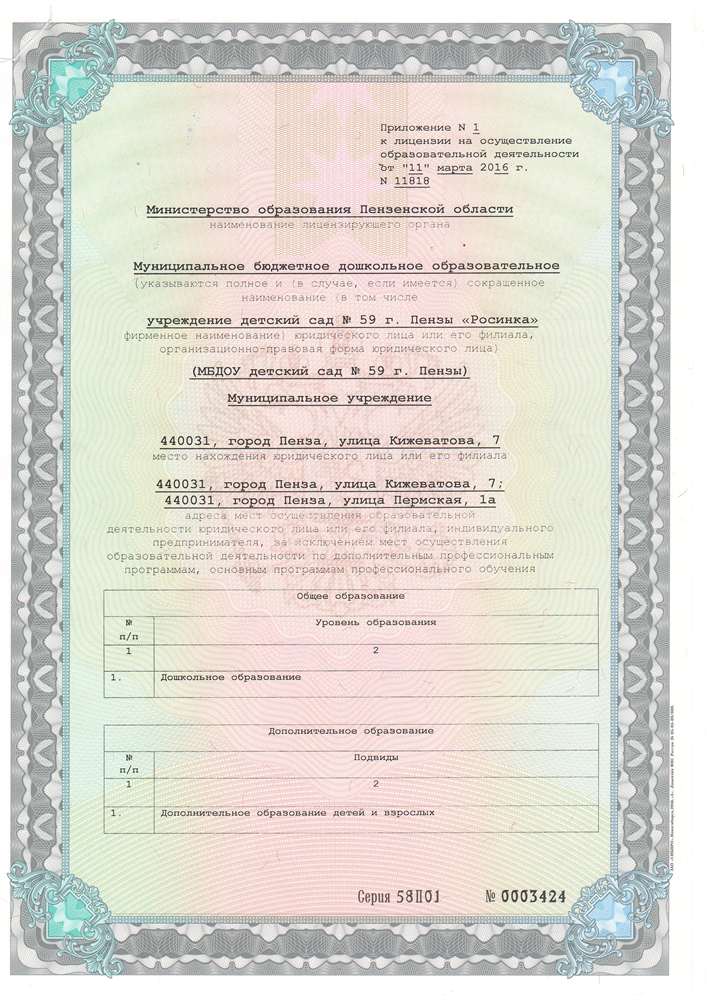 Приложение N 1
к лицензии на осуществление
образовательной деятельности
от "11" марта 2016 г.
N 11818
Министерство образования Пензенской области
наименование лицензирующего органа
Муниципальное бюджетное дошкольное образовательное
(указываются полное и (в случае, если имеется) сокращенное
наименование (в том числе
учреждение детский сад № 59 г. Пензы «Росинка»
фирменное наименование) юридического лица или его филиала,
организационно-правовая форма юридического лица)
(МБДОУ детский сад № 59 г. Пензы)
Муниципальное учреждение
440031, город Пенза, улица Кижеватова, 7
место нахождения юридического лица или его филиала
440031, город Пенза, улица Кижеватова, 7;
440031, город Пенза, улица Пермская, 1а
адреса мест осуществления образовательной
деятельности юридического лица или его филиала, индивидуального
предпринимателя, за исключением мест осуществления
образовательной деятельности по дополнительным профессиональным
программам, основным программам профессионального обучения
Общее образование
№ п/п Уровень образования
1 2
1. Дошкольное образование
Дополнительное образование
№ п/п Подвиды
1 2
1. Дополнительное образование детей и взрослых
Серия 58П01 № 0003424